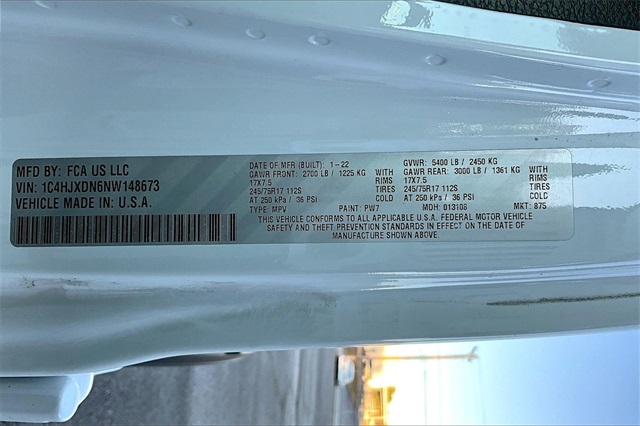 MFD BY: FCA US LLC
VIN: 1C4HJXDN6NW148673
VEHICLE MADE IN: U.S.A.
DATE OF MFR (BUILT): 1-22 GVWR: 5400 LB / 2450 KG
GAWR FRONT: 2700 LB / 1225 KG WITH GAWR REAR: 3000 LB / 1361 KG WITH
17X7.5 RIMS 17X7.5 RIMS
245/75R17 112S TIRES 245/75R17 112S TIRES
AT 250 kPa / 36 PSI COLD AT 250 kPa / 36 PSI COLD
TYPE: MPV PAINT: PW7 MDH: 013108 MKT: 875
THIS VEHICLE CONFORMS TO ALL APPLICABLE U.S.A. FEDERAL MOTOR VEHICLE
SAFETY AND THEFT PREVENTION STANDARDS IN EFFECT ON THE DATE OF
MANUFACTURE SHOWN ABOVE.